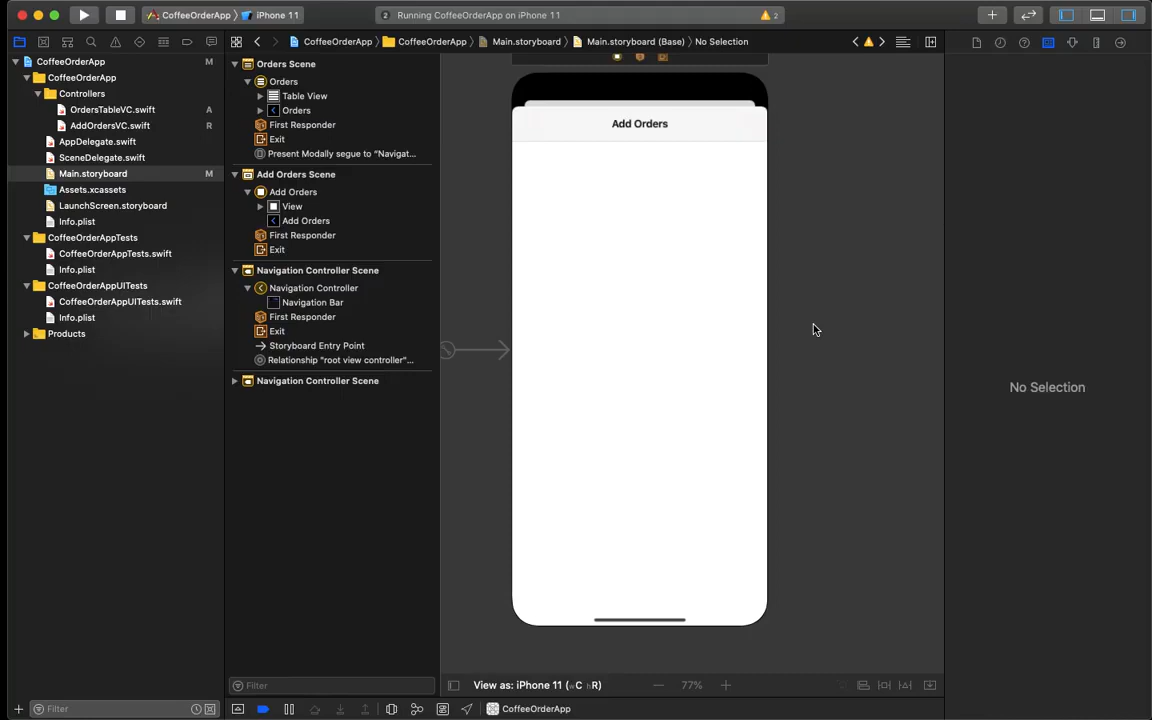 CoffeeOrderApp
iPhone 11
2
Running CoffeeOrderApp on iPhone 11
2
CoffeeOrderApp
CoffeeOrderApp
Main.storyboard
Main.storyboard (Base)
No Selection
CoffeeOrderApp
M
CoffeeOrderApp
Controllers
OrdersTableVC.swift
A
AddOrdersVC.swift
R
AppDelegate.swift
SceneDelegate.swift
Main.storyboard
M
Assets.xcassets
LaunchScreen.storyboard
Info.plist
CoffeeOrderAppTests
CoffeeOrderAppTests.swift
Info.plist
CoffeeOrderAppUITests
CoffeeOrderAppUITests.swift
Info.plist
Products
Filter
Orders Scene
Orders
Table View
Orders
First Responder
Exit
Present Modally segue to “Navigat...
Add Orders Scene
Add Orders
View
Add Orders
First Responder
Exit
Navigation Controller Scene
Navigation Controller
Navigation Bar
First Responder
Exit
Storyboard Entry Point
Relationship “root view controller”...
Navigation Controller Scene
Filter
Add Orders
View as: iPhone 11 (wC hR)
77%
CoffeeOrderApp
No Selection